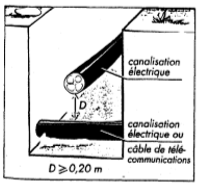 canalisation
électrique
D
canalisation
électrique ou
câble de télé-
communications
D ≥ 0,20 m